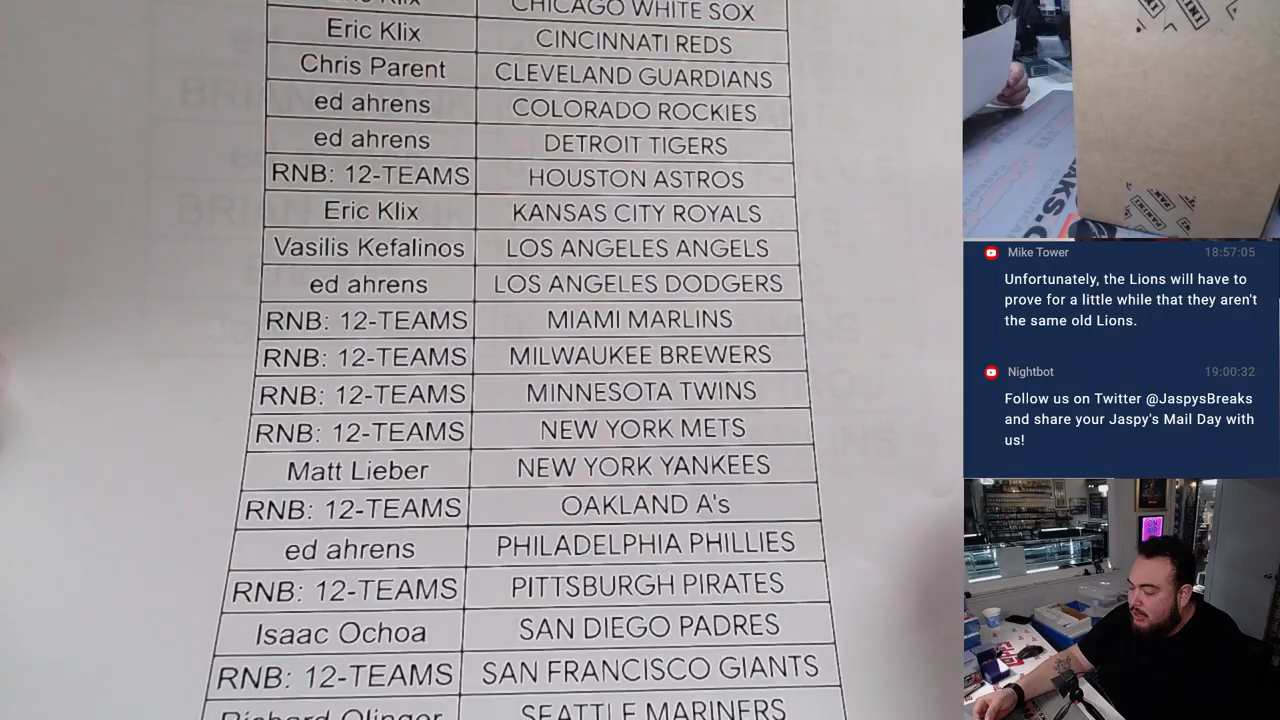 Eric Klix CHICAGO WHITE SOX
Eric Klix CINCINNATI REDS
Chris Parent CLEVELAND GUARDIANS
ed ahrens COLORADO ROCKIES
ed ahrens DETROIT TIGERS
RNB: 12-TEAMS HOUSTON ASTROS
Eric Klix KANSAS CITY ROYALS
Vasilis Kefalinos LOS ANGELES ANGELS
ed ahrens LOS ANGELES DODGERS
RNB: 12-TEAMS MIAMI MARLINS
RNB: 12-TEAMS MILWAUKEE BREWERS
RNB: 12-TEAMS MINNESOTA TWINS
RNB: 12-TEAMS NEW YORK METS
Matt Lieber NEW YORK YANKEES
RNB: 12-TEAMS OAKLAND A's
ed ahrens PHILADELPHIA PHILLIES
RNB: 12-TEAMS PITTSBURGH PIRATES
Isaac Ochoa SAN DIEGO PADRES
RNB: 12-TEAMS SAN FRANCISCO GIANTS
Richard Olinger SEATTLE MARINERS
PANINI
PANINI
Mike Tower 18:57:05
Unfortunately, the Lions will have to
prove for a little while that they aren't
the same old Lions.
Nightbot 19:00:32
Follow us on Twitter @JaspysBreaks
and share your Jaspy's Mail Day with
us!